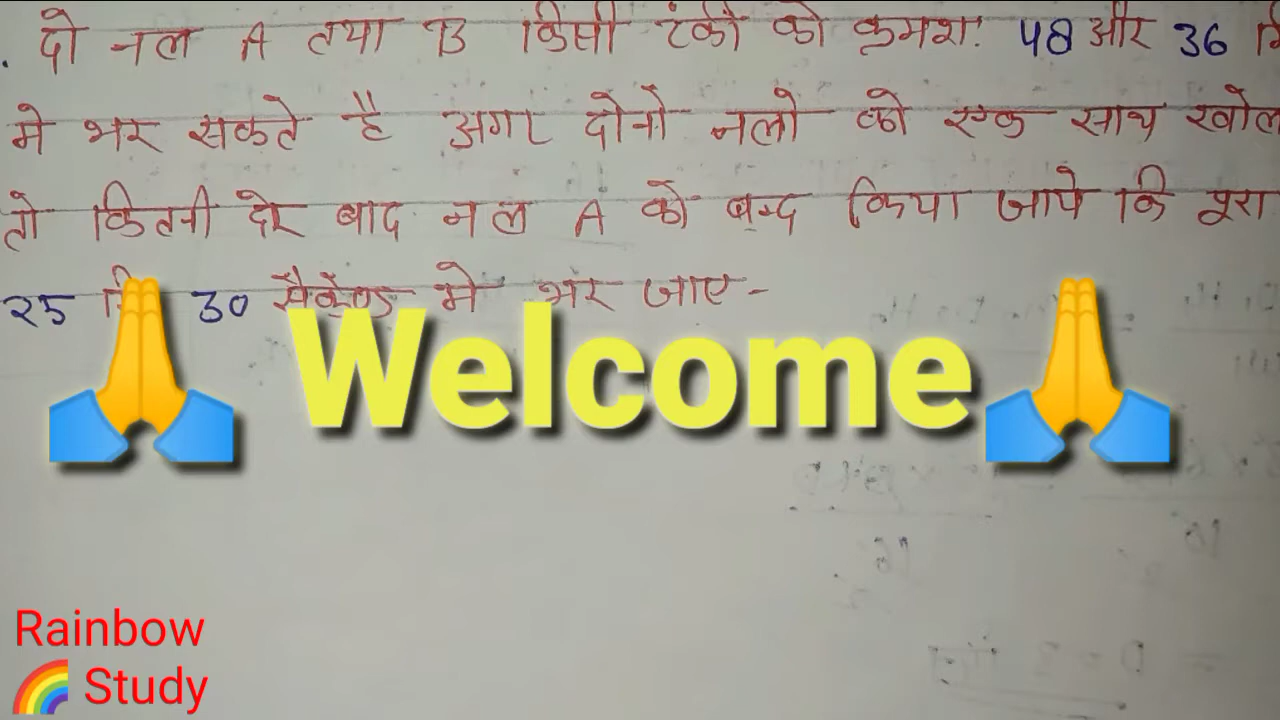 . दो नल A तथा B किसी टंकी को क्रमशः 48 और 36
मे भर सकते है अगर दोनो नलो को एक साथ खोल
तो कितनी देर बाद नल A को बन्द किया जाये कि पूरा
25 30 सैकेण्ड मे भर जाए-
Welcome
Rainbow
Study